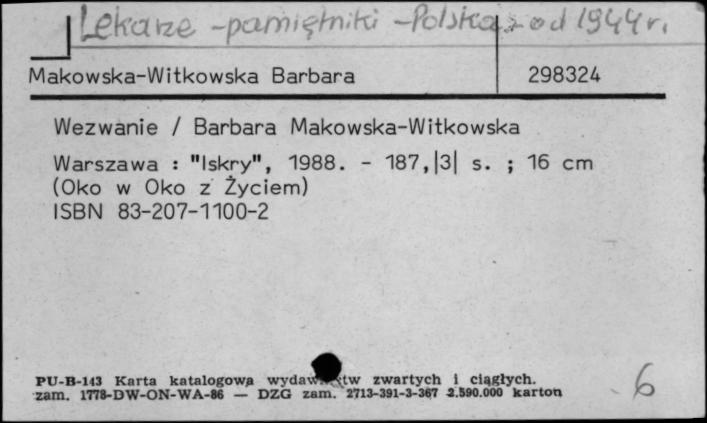 Lekarze - pamiętniki - Polska - od 1944 r.
Makowska-Witkowska Barbara 298324
Wezwanie / Barbara Makowska-Witkowska
Warszawa : "Iskry", 1988. - 187,|3| s. ; 16 cm
(Oko w Oko z Życiem)
ISBN 83-207-1100-2
PU-B-143 Karta katalogowa wydawnictw zwartych i ciągłych.
zam. 1778-DW-ON-WA-86 — DZG zam. 2713-391-3-367 2.590.000 karton
6